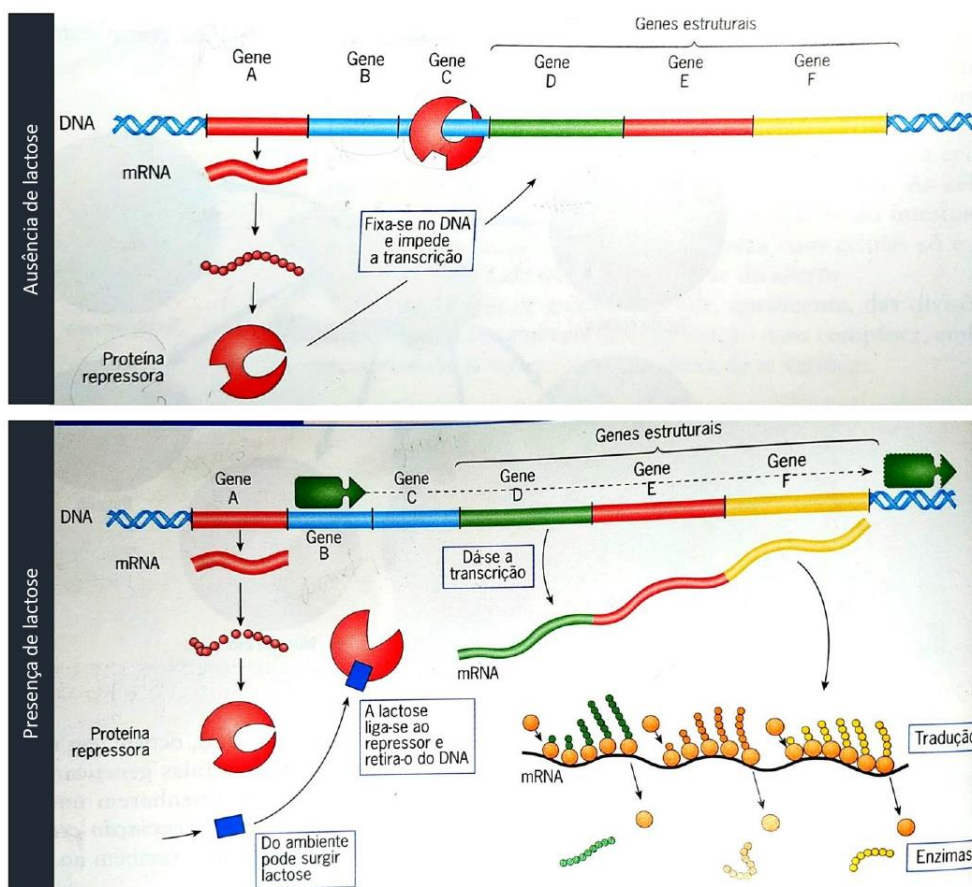 Ausência de lactose
Genes estruturais
Gene
A
Gene
B
Gene
C
Gene
D
Gene
E
Gene
F
DNA
mRNA
Fixa-se no DNA
e impede
a transcrição
Proteína
repressora
Presença de lactose
Genes estruturais
Gene
A
Gene
C
Gene
D
Gene
E
Gene
F
DNA
Gene
B
mRNA
Dá-se a
transcrição
mRNA
Proteína
repressora
A lactose
liga-se ao
repressor e
retira-o do DNA
Tradução
mRNA
Do ambiente
pode surgir
lactose
Enzimas